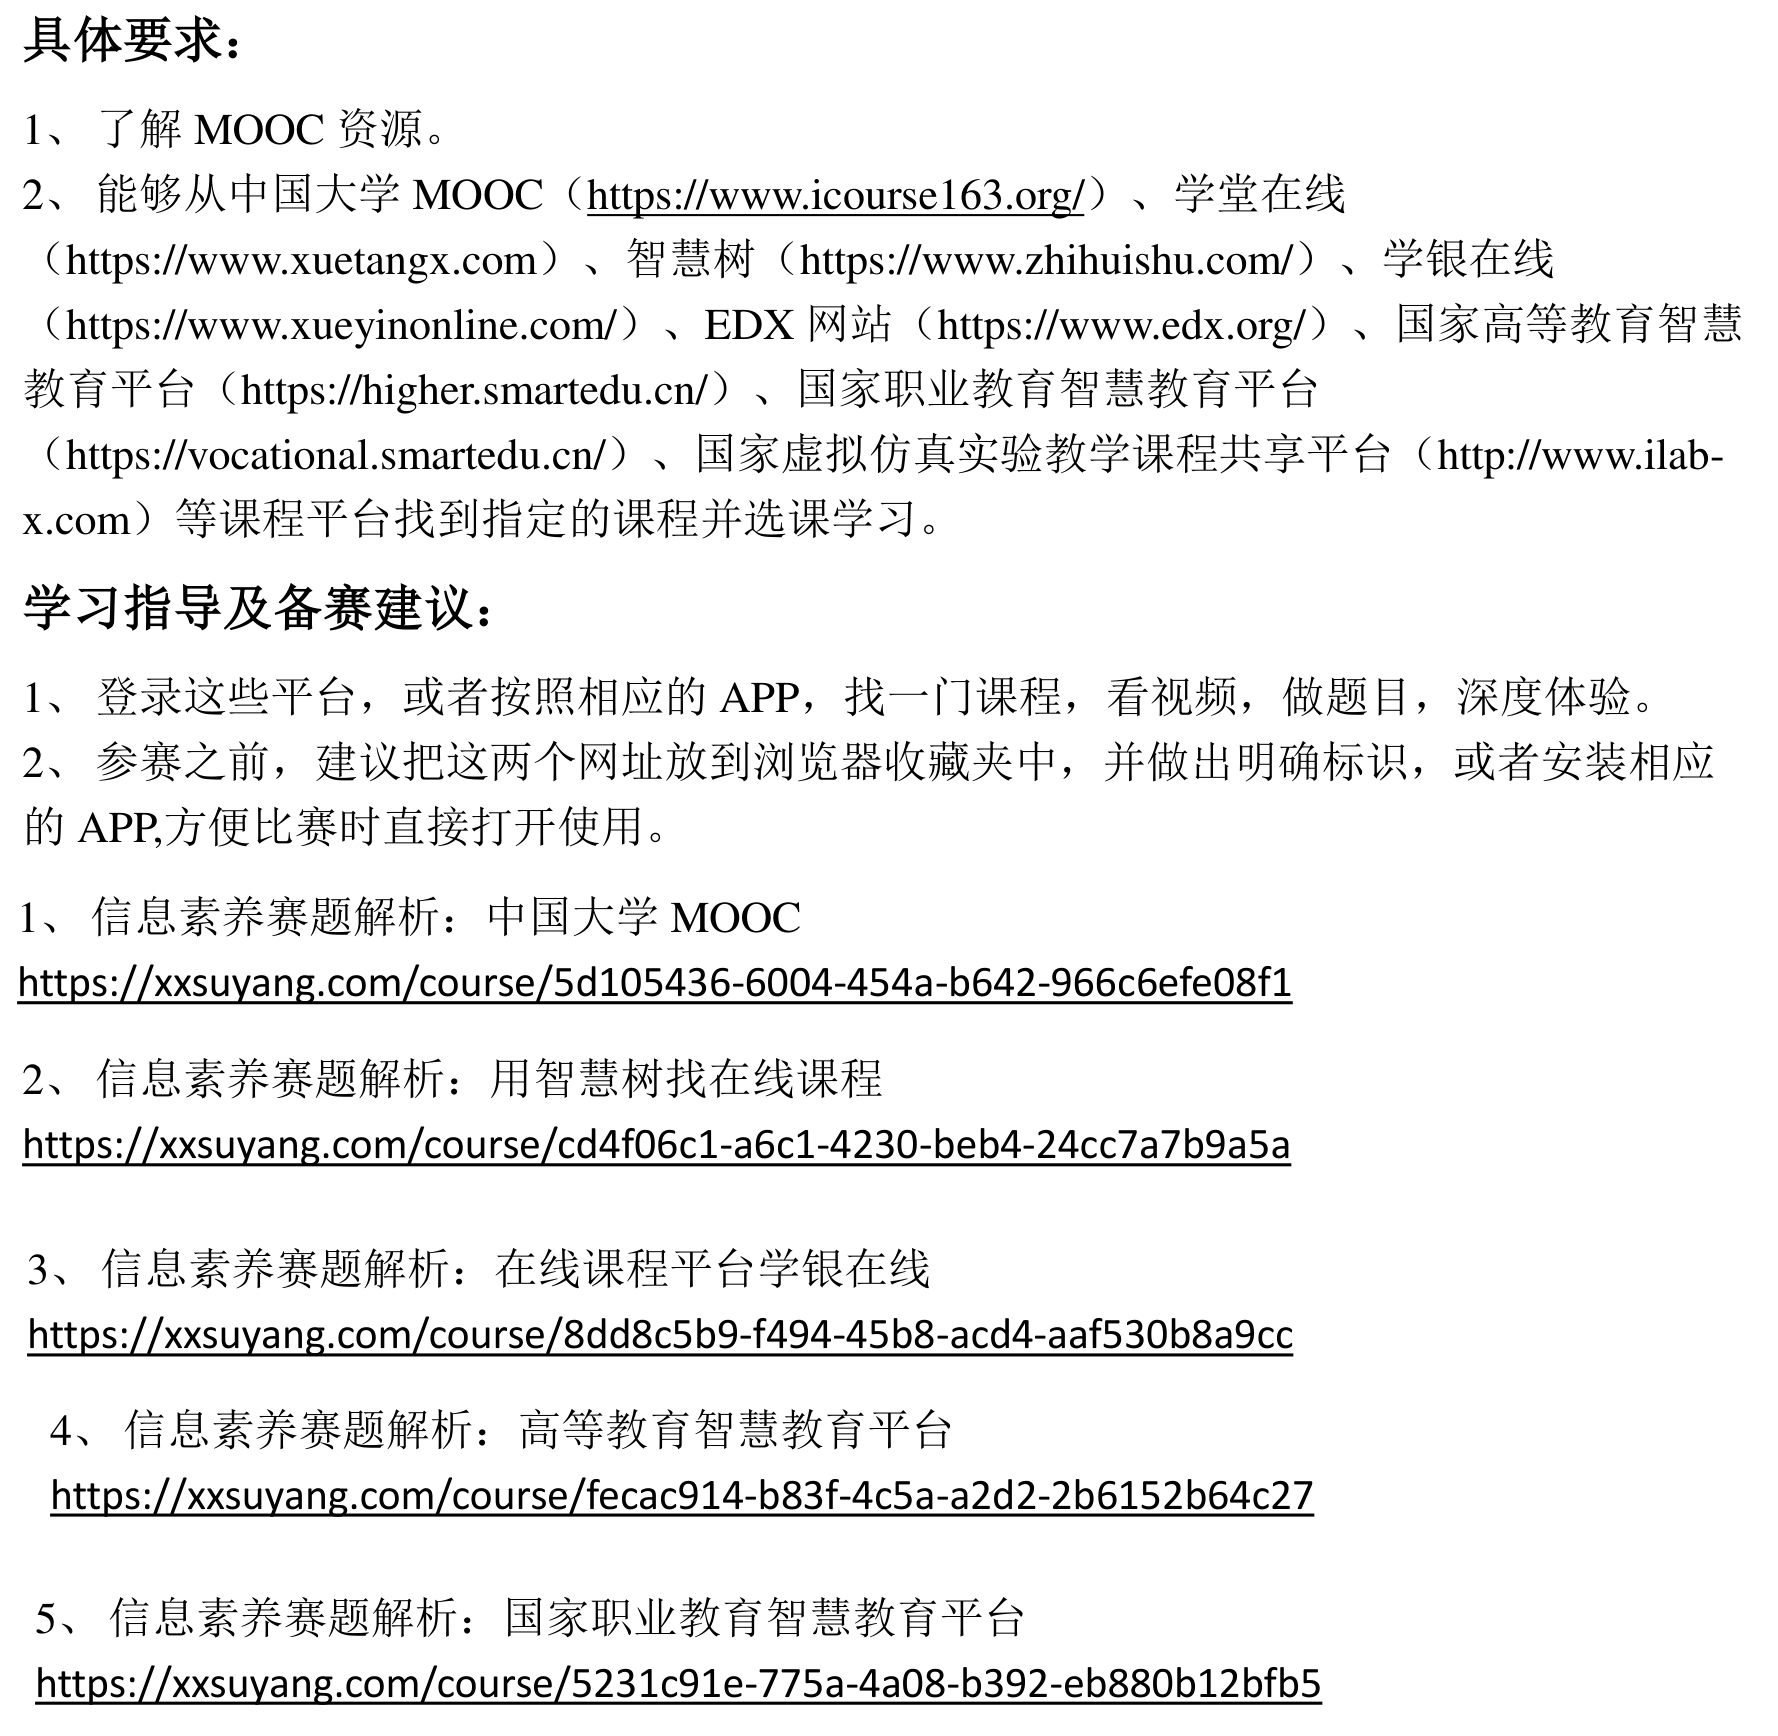 具体要求：
1、 了解 MOOC 资源。
2、 能够从中国大学 MOOC（https://www.icourse163.org/）、学堂在线
（https://www.xuetangx.com）、智慧树（https://www.zhihuishu.com/）、学银在线
（https://www.xueyinonline.com/）、EDX 网站（https://www.edx.org/）、国家高等教育智慧
教育平台（https://higher.smartedu.cn/）、国家职业教育智慧教育平台
（https://vocational.smartedu.cn/）、国家虚拟仿真实验教学课程共享平台（http://www.ilab-
x.com）等课程平台找到指定的课程并选课学习。
学习指导及备赛建议：
1、 登录这些平台，或者按照相应的 APP，找一门课程，看视频，做题目，深度体验。
2、 参赛之前，建议把这两个网址放到浏览器收藏夹中，并做出明确标识，或者安装相应
的 APP,方便比赛时直接打开使用。
1、 信息素养赛题解析：中国大学 MOOC
https://xxsuyang.com/course/5d105436-6004-454a-b642-966c6efe08f1
2、 信息素养赛题解析：用智慧树找在线课程
https://xxsuyang.com/course/cd4f06c1-a6c1-4230-beb4-24cc7a7b9a5a
3、 信息素养赛题解析：在线课程平台学银在线
https://xxsuyang.com/course/8dd8c5b9-f494-45b8-acd4-aaf530b8a9cc
4、 信息素养赛题解析：高等教育智慧教育平台
https://xxsuyang.com/course/fecac914-b83f-4c5a-a2d2-2b6152b64c27
5、 信息素养赛题解析：国家职业教育智慧教育平台
https://xxsuyang.com/course/5231c91e-775a-4a08-b392-eb880b12bfb5